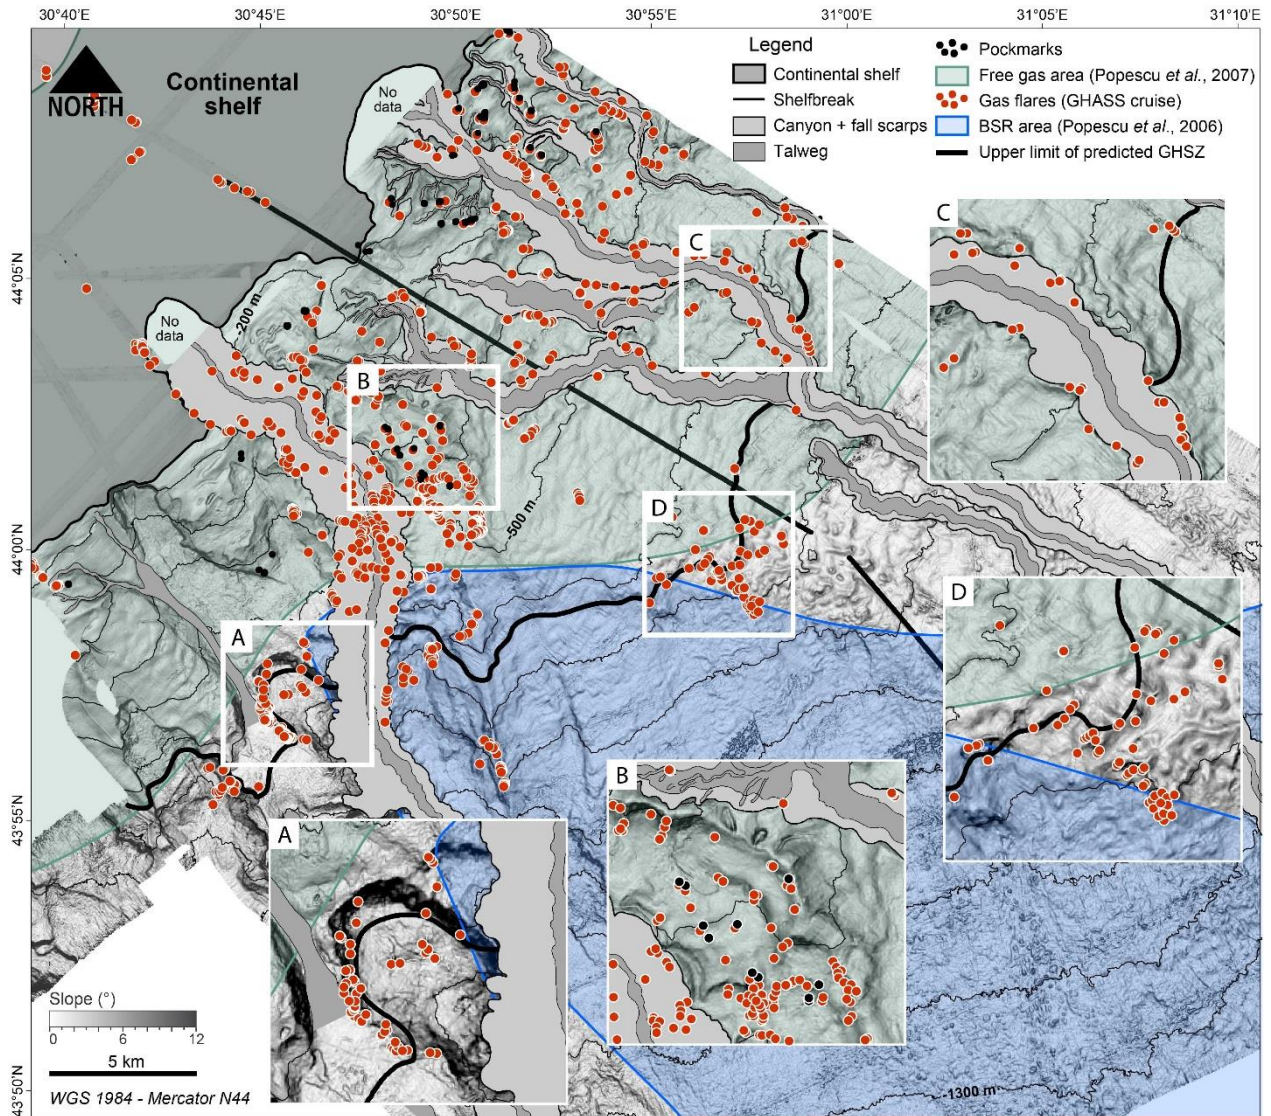 30°40'E
30°45'E
30°50'E
30°55'E
31°00'E
31°05'E
31°10'E
NORTH
Continental
shelf
No
data
Legend
Continental shelf
Shelfbreak
Canyon + fall scarps
Talweg
Pockmarks
Free gas area (Popescu et al., 2007)
Gas flares (GHASS cruise)
BSR area (Popescu et al., 2006)
Upper limit of predicted GHSZ
C
C
44°05'N
-200 m
No
data
B
-500 m
D
44°00'N
D
A
B
A
43°55'N
Slope (°)
0 6 12
5 km
WGS 1984 - Mercator N44
-1300 m
43°50'N